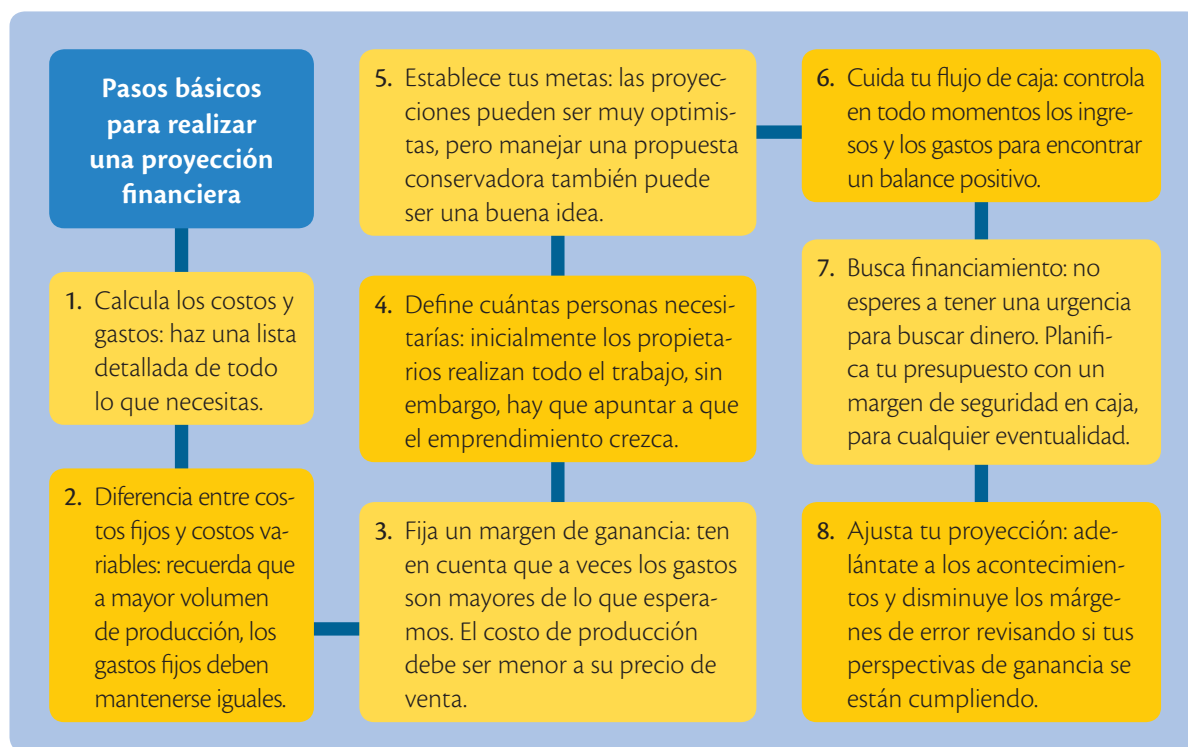 Pasos básicos
para realizar
una proyección
financiera
1. Calcula los costos y
gastos: haz una lista
detallada de todo
lo que necesitas.
2. Diferencia entre cos-
tos fijos y costos va-
riables: recuerda que
a mayor volumen
de producción, los
gastos fijos deben
mantenerse iguales.
3. Fija un margen de ganancia: ten
en cuenta que a veces los gastos
son mayores de lo que espera-
mos. El costo de producción
debe ser menor a su precio de
venta.
4. Define cuántas personas necesi-
tarías: inicialmente los propieta-
rios realizan todo el trabajo, sin
embargo, hay que apuntar a que
el emprendimiento crezca.
5. Establece tus metas: las proyec-
ciones pueden ser muy optimis-
tas, pero manejar una propuesta
conservadora también puede
ser una buena idea.
6. Cuida tu flujo de caja: controla
en todo momentos los ingre-
sos y los gastos para encontrar
un balance positivo.
7. Busca financiamiento: no
esperes a tener una urgencia
para buscar dinero. Planifi-
ca tu presupuesto con un
margen de seguridad en caja,
para cualquier eventualidad.
8. Ajusta tu proyección: ade-
lántate a los acontecimien-
tos y disminuye los márge-
nes de error revisando si tus
perspectivas de ganancia se
están cumpliendo.